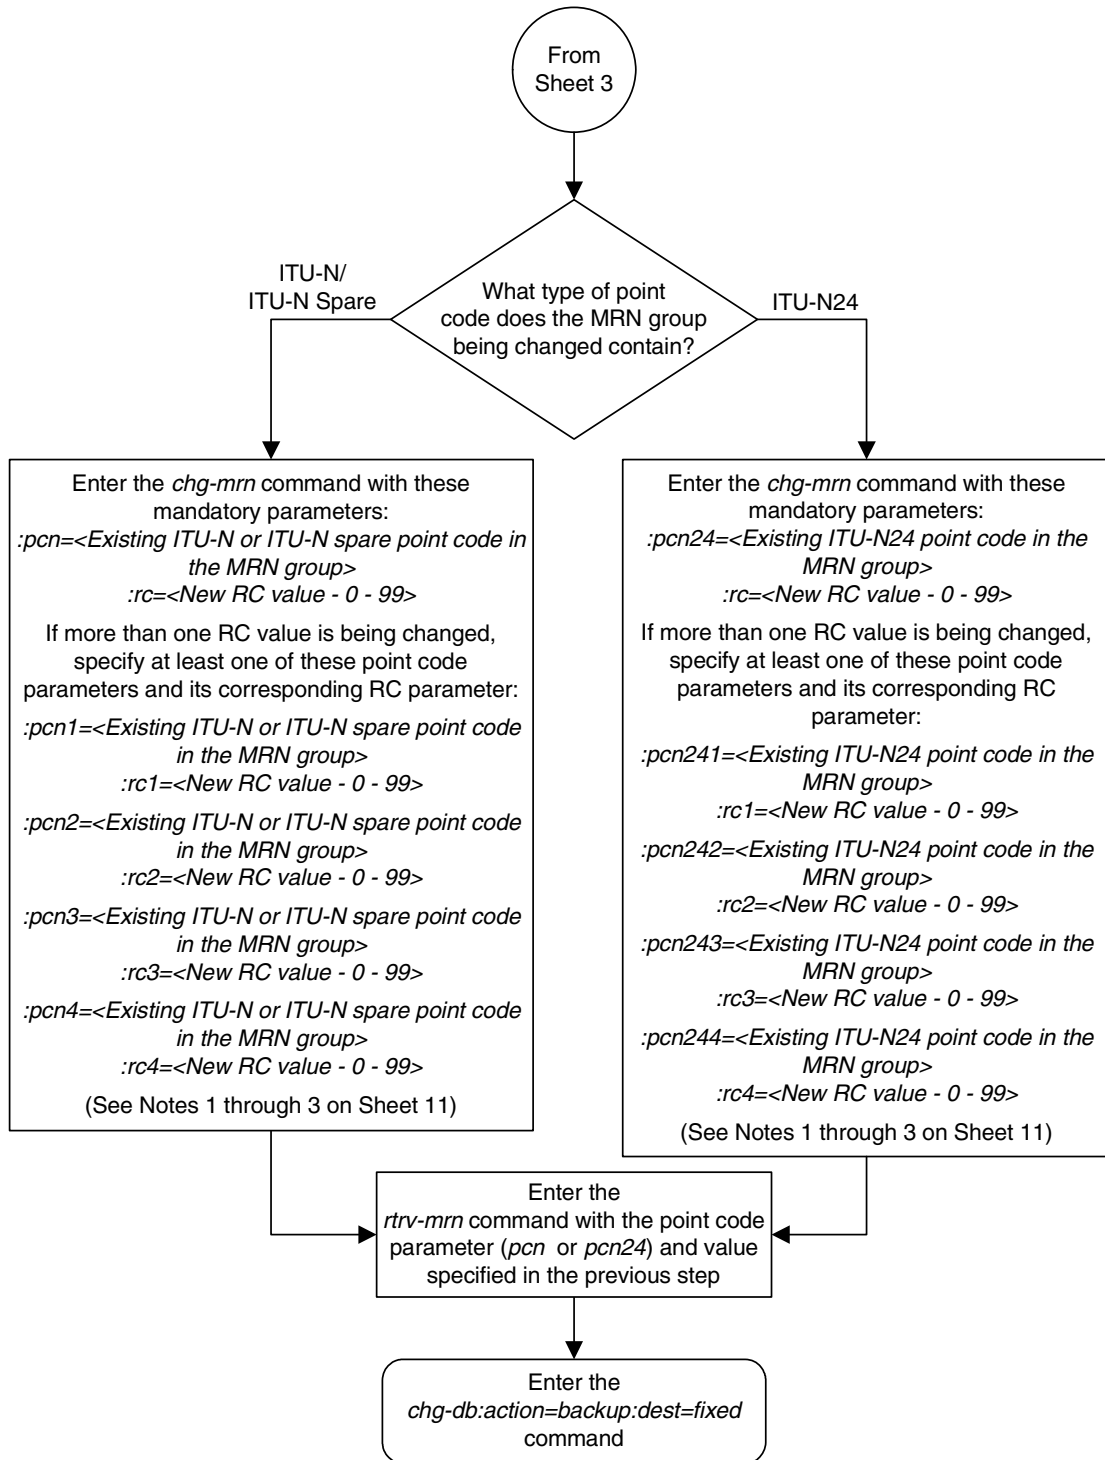 From
Sheet 3
ITU-N/
ITU-N Spare
What type of point
code does the MRN group
being changed contain?
ITU-N24
Enter the chg-mrn command with these
mandatory parameters:
:pcn=<Existing ITU-N or ITU-N spare point code in
the MRN group>
:rc=<New RC value - 0 - 99>
If more than one RC value is being changed,
specify at least one of these point code
parameters and its corresponding RC parameter:
:pcn1=<Existing ITU-N or ITU-N spare point code
in the MRN group>
:rc1=<New RC value - 0 - 99>
:pcn2=<Existing ITU-N or ITU-N spare point code
in the MRN group>
:rc2=<New RC value - 0 - 99>
:pcn3=<Existing ITU-N or ITU-N spare point code
in the MRN group>
:rc3=<New RC value - 0 - 99>
:pcn4=<Existing ITU-N or ITU-N spare point code
in the MRN group>
:rc4=<New RC value - 0 - 99>
(See Notes 1 through 3 on Sheet 11)
Enter the chg-mrn command with these
mandatory parameters:
:pcn24=<Existing ITU-N24 point code in the
MRN group>
:rc=<New RC value - 0 - 99>
If more than one RC value is being changed,
specify at least one of these point code
parameters and its corresponding RC
parameter:
:pcn241=<Existing ITU-N24 point code in the
MRN group>
:rc1=<New RC value - 0 - 99>
:pcn242=<Existing ITU-N24 point code in the
MRN group>
:rc2=<New RC value - 0 - 99>
:pcn243=<Existing ITU-N24 point code in the
MRN group>
:rc3=<New RC value - 0 - 99>
:pcn244=<Existing ITU-N24 point code in the
MRN group>
:rc4=<New RC value - 0 - 99>
(See Notes 1 through 3 on Sheet 11)
Enter the
rtrv-mrn command with the point code
parameter (pcn or pcn24) and value
specified in the previous step
Enter the
chg-db:action=backup:dest=fixed
command